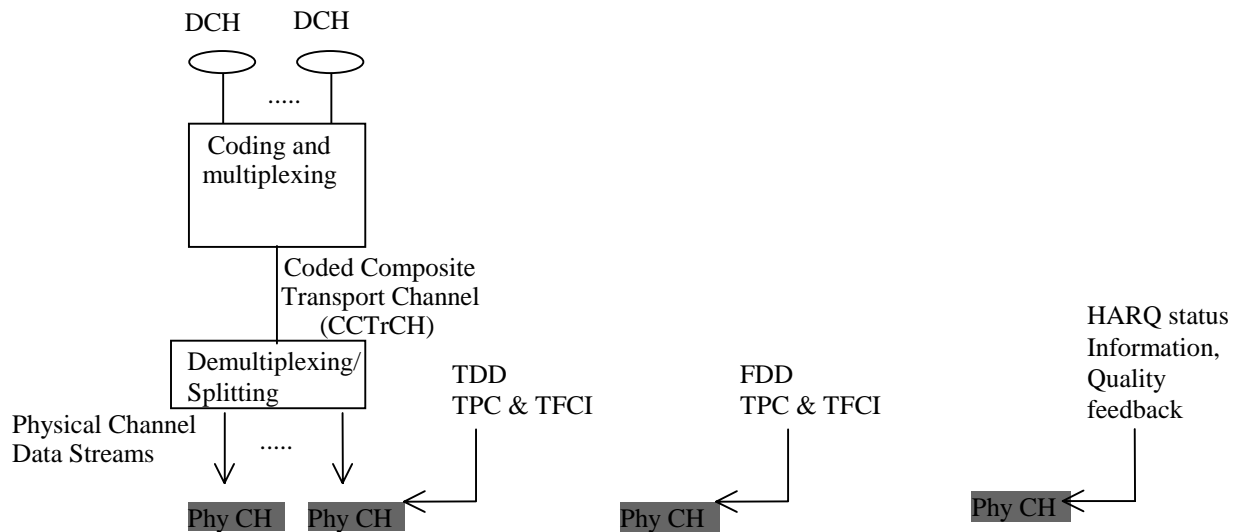 DCH DCH
.....
Coding and
multiplexing
Coded Composite
Transport Channel
(CCTrCH)
Demultiplexing/
Splitting
Physical Channel
Data Streams
.....
TDD
TPC & TFCI
FDD
TPC & TFCI
HARQ status
Information,
Quality
feedback
Phy CH Phy CH Phy CH Phy CH